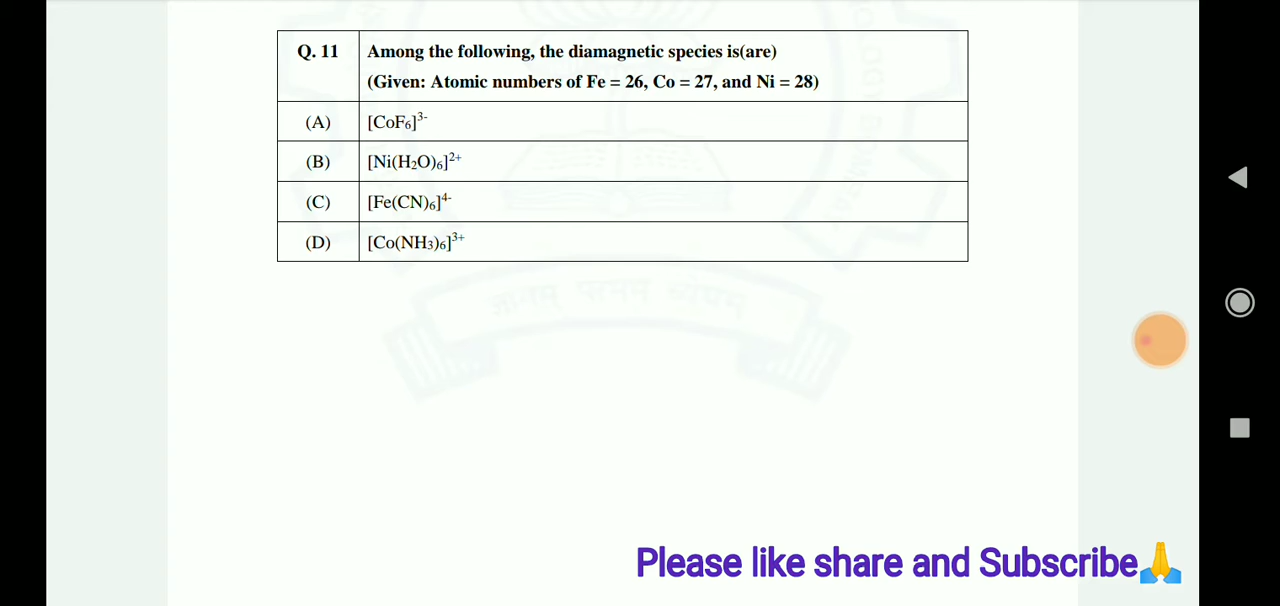 Q. 11 Among the following, the diamagnetic species is(are)
(Given: Atomic numbers of Fe = 26, Co = 27, and Ni = 28)
(A) [CoF₆]³⁻
(B) [Ni(H₂O)₆]²⁺
(C) [Fe(CN)₆]⁴⁻
(D) [Co(NH₃)₆]³⁺
Please like share and Subscribe🙏